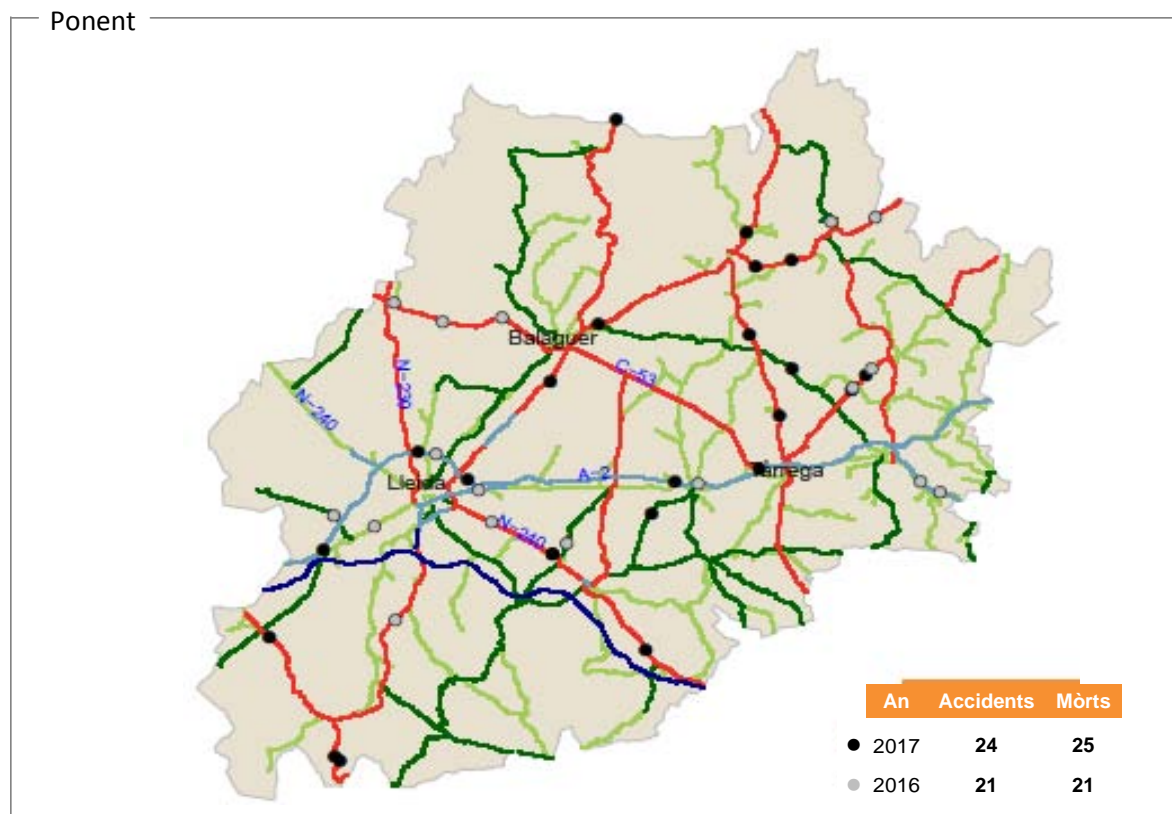 Ponent
Balaguer
C-53
N-230
N-240
Lleida
A-2
Tàrrega
N-240
An Accidents Mòrts
2017 24 25
2016 21 21